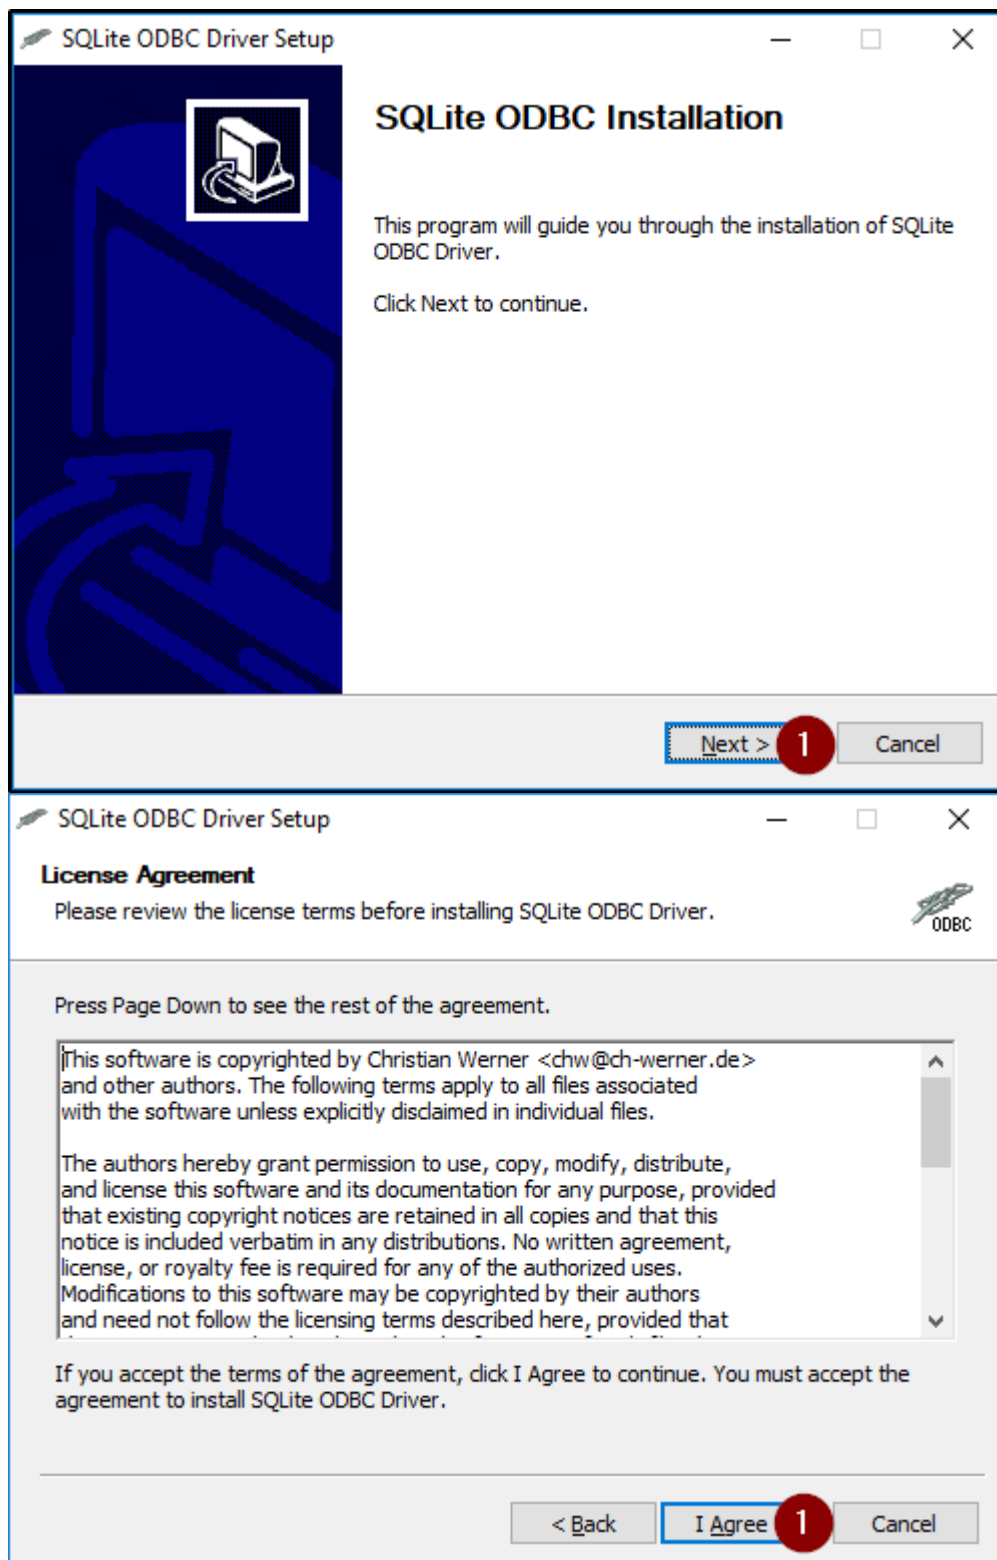 SQLite ODBC Driver Setup
SQLite ODBC Installation
This program will guide you through the installation of SQLite
ODBC Driver.
Click Next to continue.
Next >
1
Cancel
SQLite ODBC Driver Setup
License Agreement
Please review the license terms before installing SQLite ODBC Driver.
ODBC
Press Page Down to see the rest of the agreement.
This software is copyrighted by Christian Werner <chw@ch-werner.de>
and other authors. The following terms apply to all files associated
with the software unless explicitly disclaimed in individual files.
The authors hereby grant permission to use, copy, modify, distribute,
and license this software and its documentation for any purpose, provided
that existing copyright notices are retained in all copies and that this
notice is included verbatim in any distributions. No written agreement,
license, or royalty fee is required for any of the authorized uses.
Modifications to this software may be copyrighted by their authors
and need not follow the licensing terms described here, provided that
If you accept the terms of the agreement, click I Agree to continue. You must accept the
agreement to install SQLite ODBC Driver.
< Back
I Agree
1
Cancel